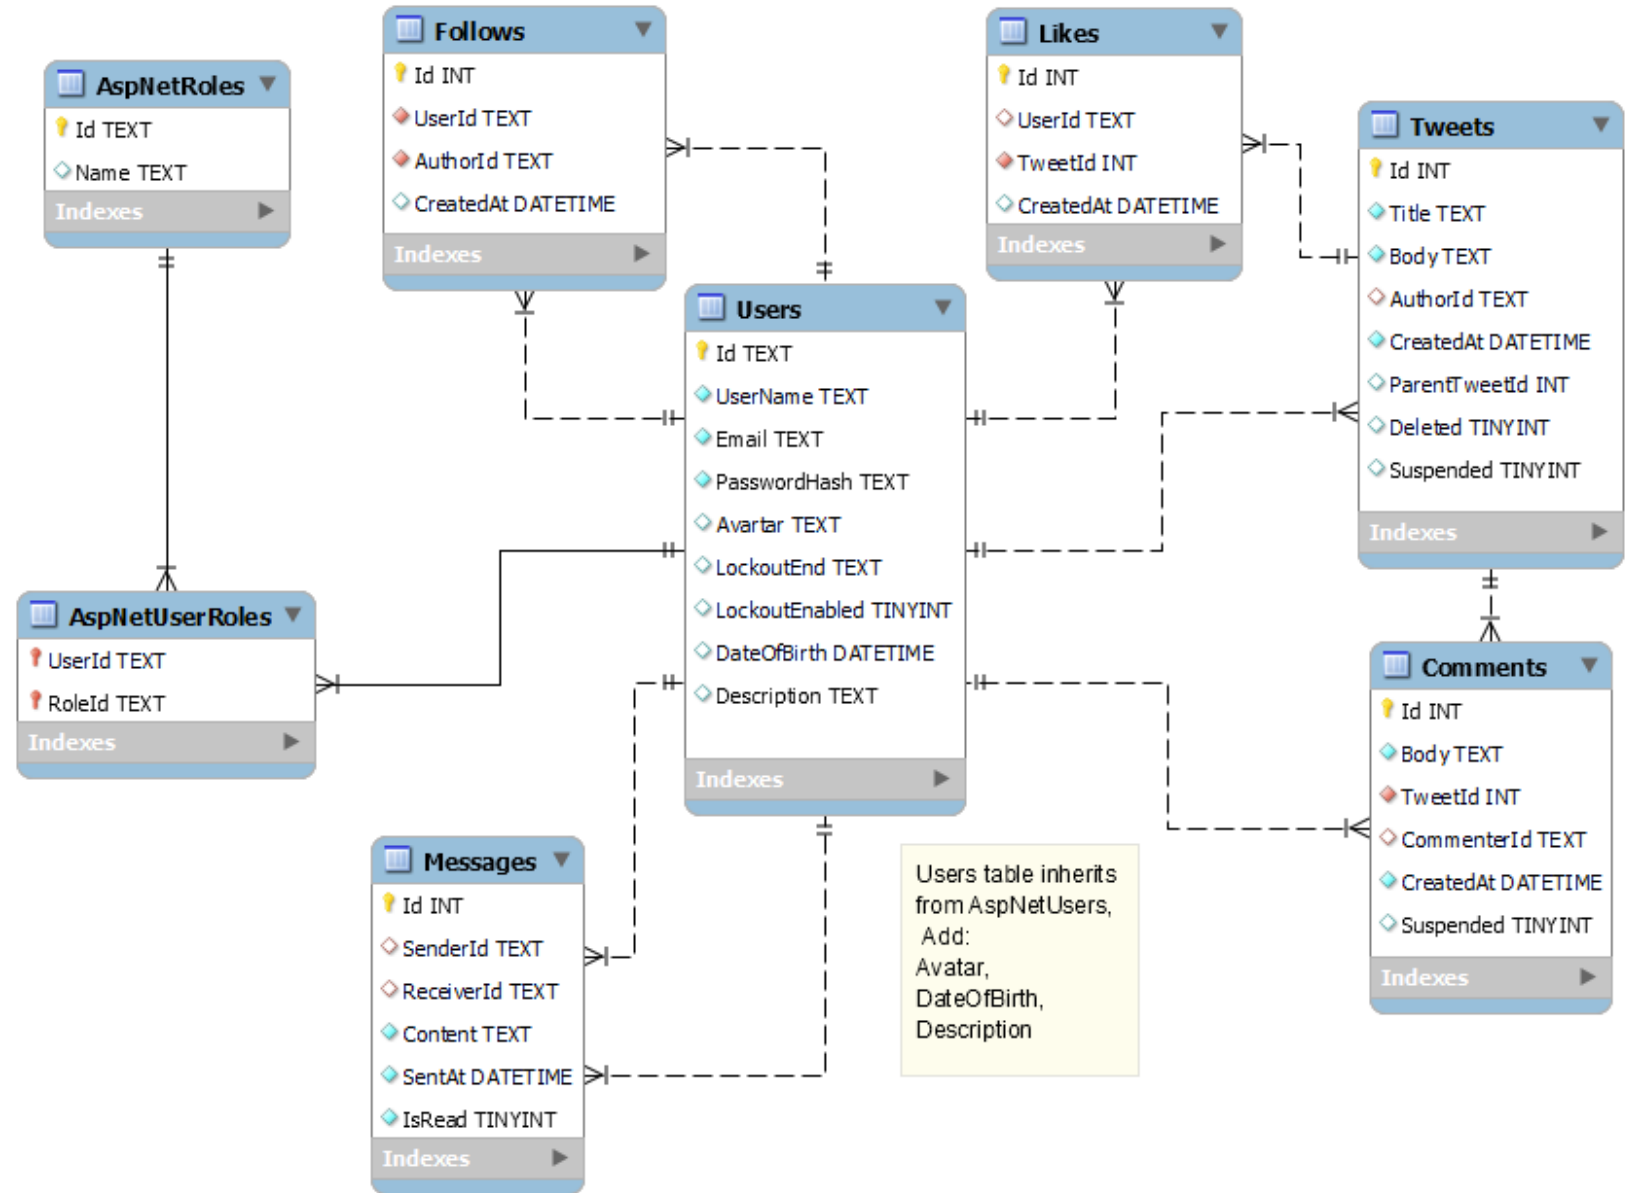 AspNetRoles
Id TEXT
Name TEXT
Indexes
Follows
Id INT
UserId TEXT
AuthorId TEXT
CreatedAt DATETIME
Indexes
Likes
Id INT
UserId TEXT
TweetId INT
CreatedAt DATETIME
Indexes
Tweets
Id INT
Title TEXT
Body TEXT
AuthorId TEXT
CreatedAt DATETIME
ParentTweetId INT
Deleted TINYINT
Suspended TINYINT
Indexes
Users
Id TEXT
UserName TEXT
Email TEXT
PasswordHash TEXT
Avartar TEXT
LockoutEnd TEXT
LockoutEnabled TINYINT
DateOfBirth DATETIME
Description TEXT
Indexes
AspNetUserRoles
UserId TEXT
RoleId TEXT
Indexes
Comments
Id INT
Body TEXT
TweetId INT
CommenterId TEXT
CreatedAt DATETIME
Suspended TINYINT
Indexes
Messages
Id INT
SenderId TEXT
ReceiverId TEXT
Content TEXT
SentAt DATETIME
IsRead TINYINT
Indexes
Users table inherits
from AspNetUsers,
Add:
Avatar,
DateOfBirth,
Description